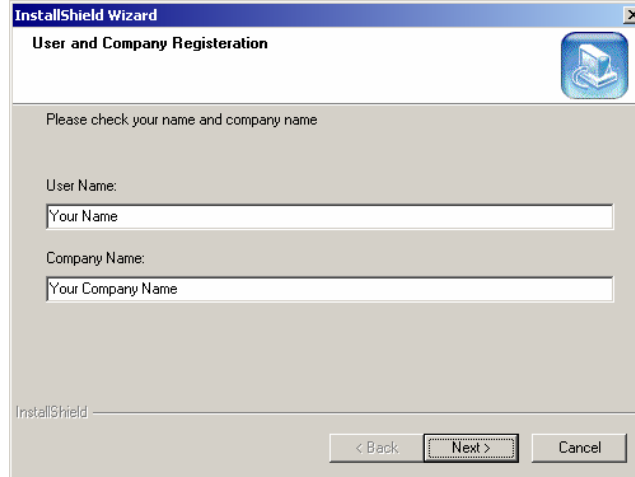 InstallShield Wizard
User and Company Registeration
Please check your name and company name
User Name:
Your Name
Company Name:
Your Company Name
InstallShield
< Back Next > Cancel